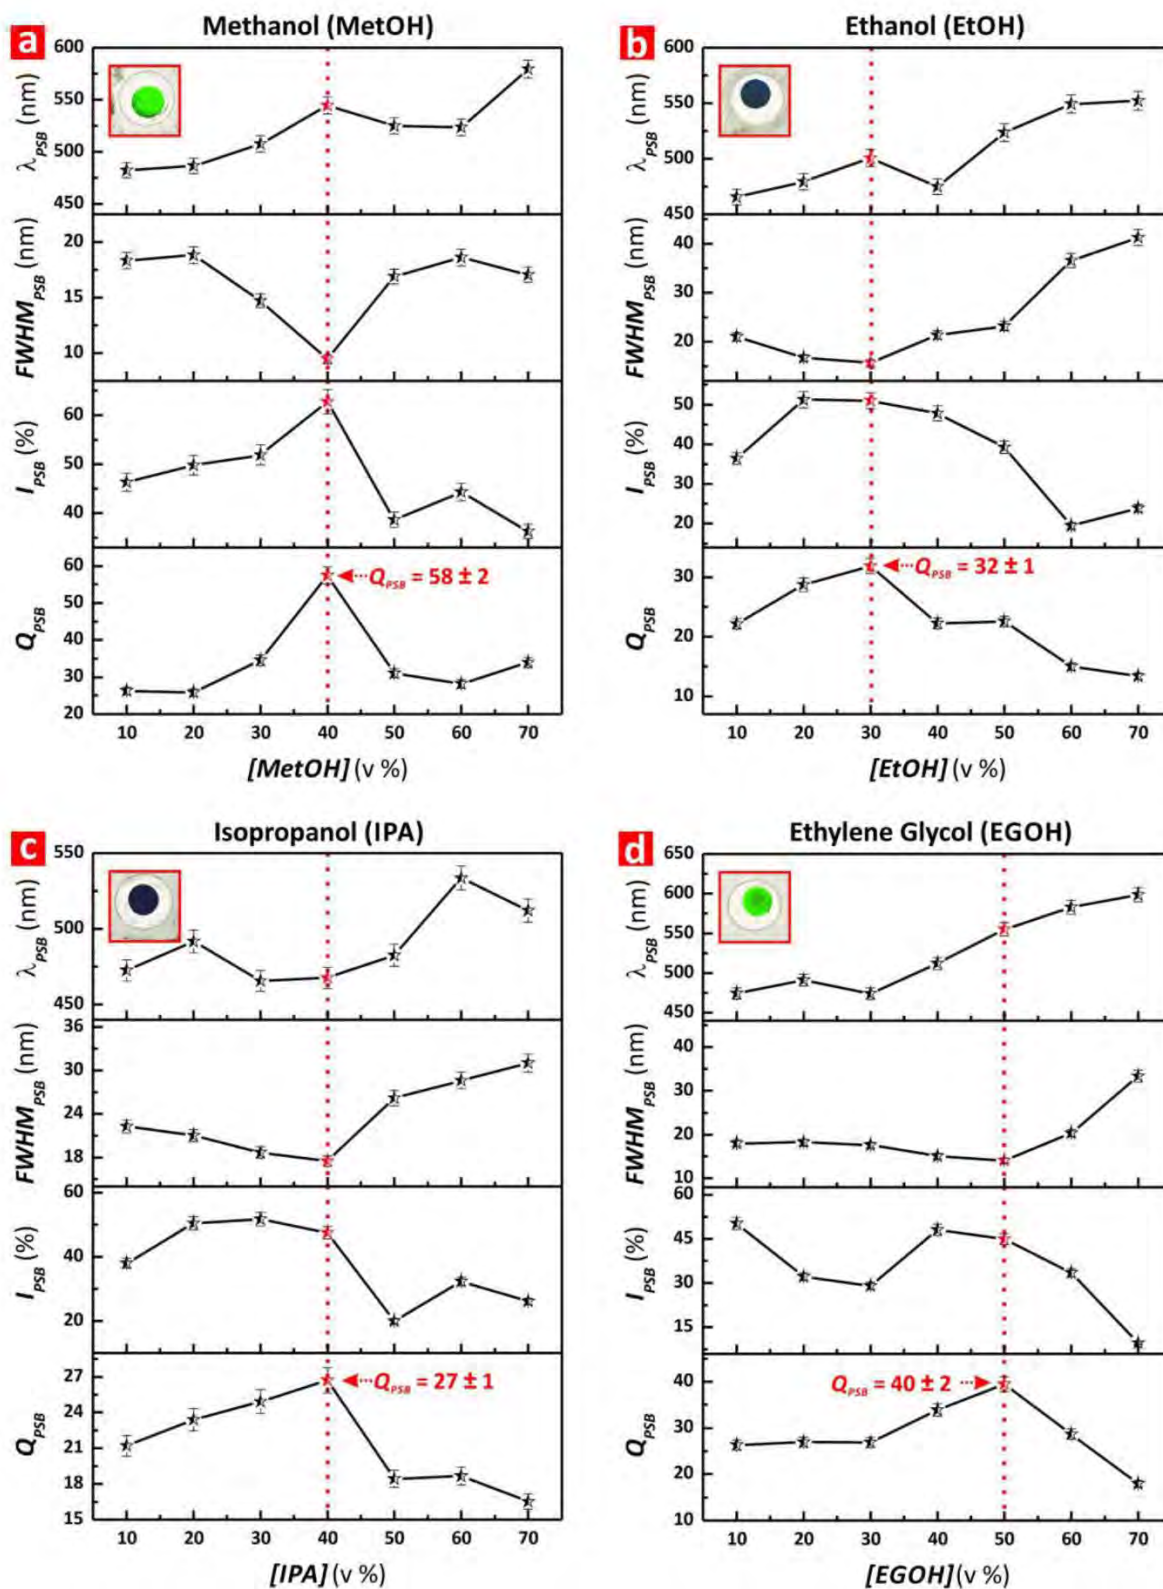 a
Methanol (MetOH)
600
550
500
450
λPSB (nm)
20
15
10
FWHMPSB (nm)
60
50
40
IPSB (%)
60
50
40
30
20
QPSB
QPSB = 58 ± 2
10 20 30 40 50 60 70
[MetOH] (v %)
b
Ethanol (EtOH)
600
550
500
450
λPSB (nm)
40
30
20
FWHMPSB (nm)
50
40
30
20
IPSB (%)
30
20
10
QPSB
QPSB = 32 ± 1
10 20 30 40 50 60 70
[EtOH] (v %)
c
Isopropanol (IPA)
550
500
450
λPSB (nm)
36
30
24
18
FWHMPSB (nm)
60
40
20
IPSB (%)
27
24
21
18
15
QPSB
QPSB = 27 ± 1
10 20 30 40 50 60 70
[IPA] (v %)
d
Ethylene Glycol (EGOH)
650
600
550
500
450
λPSB (nm)
40
30
20
10
FWHMPSB (nm)
60
45
30
15
IPSB (%)
40
30
20
10
QPSB
QPSB = 40 ± 2
10 20 30 40 50 60 70
[EGOH] (v %)